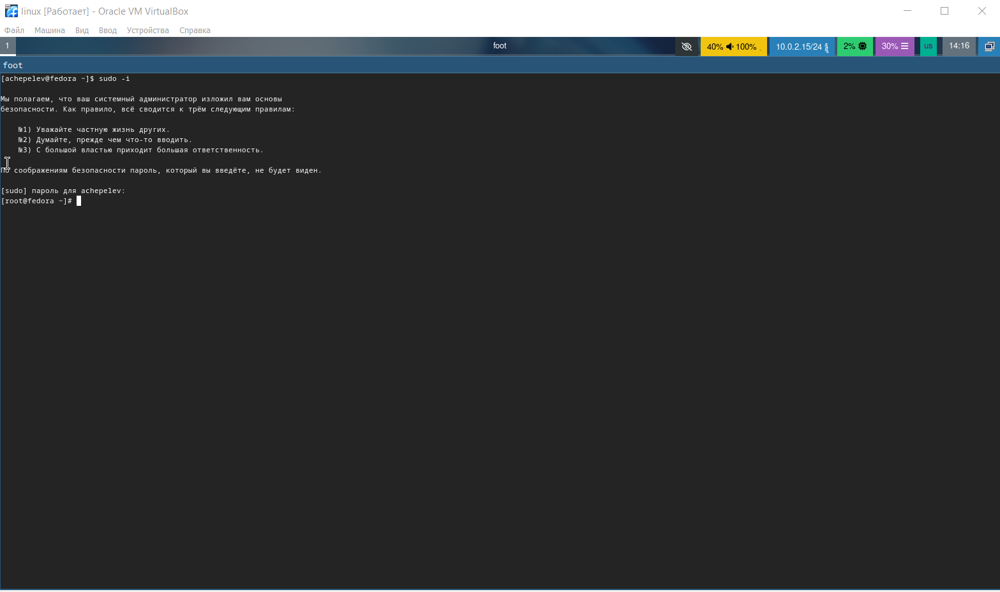 linux [Работает] - Oracle VM VirtualBox
Файл Машина Вид Ввод Устройства Справка
1 foot 40% 100% 10.0.2.15/24 2% 30% us 14:16
foot
[achepelev@fedora ~]$ sudo -i
Мы полагаем, что ваш системный администратор изложил вам основы
безопасности. Как правило, всё сводится к трём следующим правилам:
№1) Уважайте частную жизнь других.
№2) Думайте, прежде чем что-то вводить.
№3) С большой властью приходит большая ответственность.
По соображениям безопасности пароль, который вы введёте, не будет виден.
[sudo] пароль для achepelev:
[root@fedora ~]#